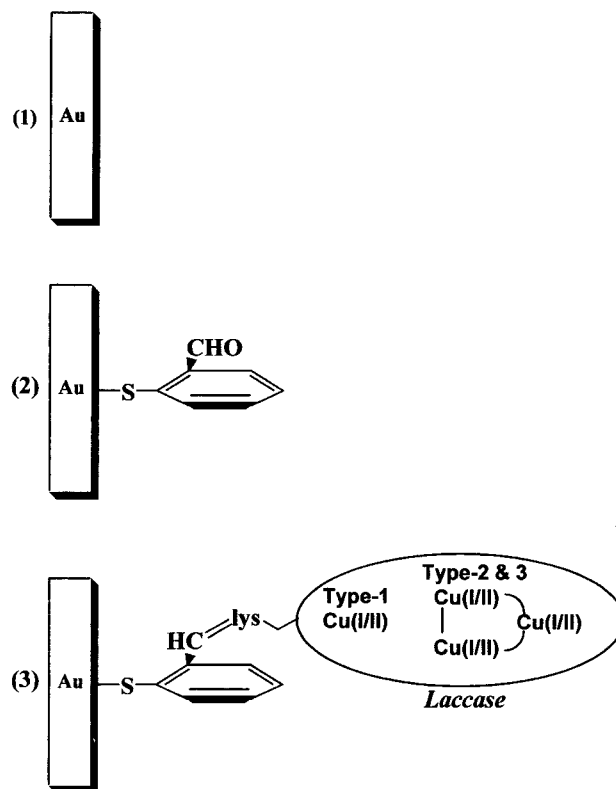 (1) Au
CHO
(2) Au S
Type-2 & 3
Type-1 Cu(I/II)
HC lys Cu(I/II) Cu(I/II)
Cu(I/II)
(3) Au S
Laccase